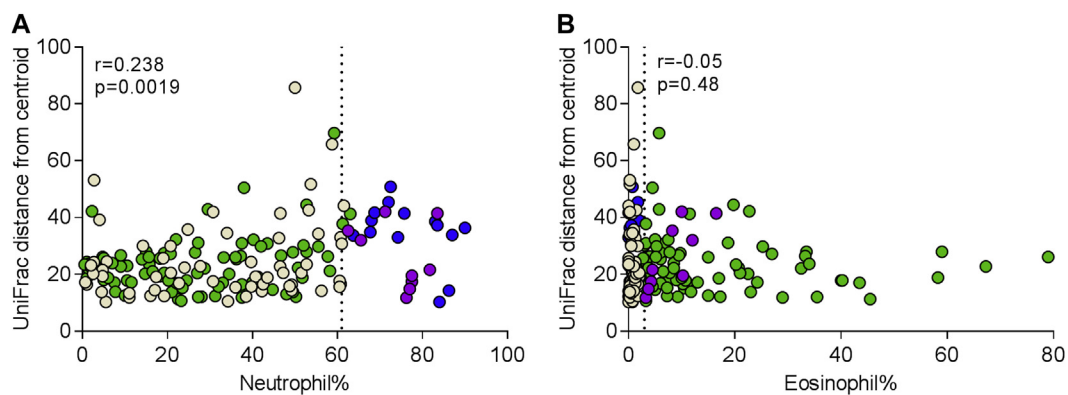 A
UniFrac distance from centroid
100
80
60
40
20
0
r=0.238
p=0.0019
0 20 40 60 80 100
Neutrophil%
B
UniFrac distance from centroid
100
80
60
40
20
0
r=-0.05
p=0.48
0 20 40 60 80
Eosinophil%